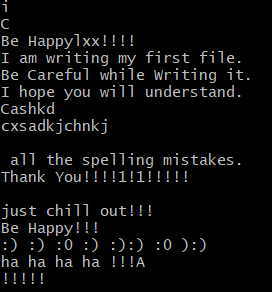 i
C
Be Happylxx!!!!
I am writing my first file.
Be Careful while Writing it.
I hope you will understand.
Cashkd
cxsadkjchnkj

 all the spelling mistakes.
Thank You!!!!1!1!!!!!

just chill out!!!
Be Happy!!!
:) :) :0 :) :):) :0 ):)
ha ha ha ha !!!A
!!!!!